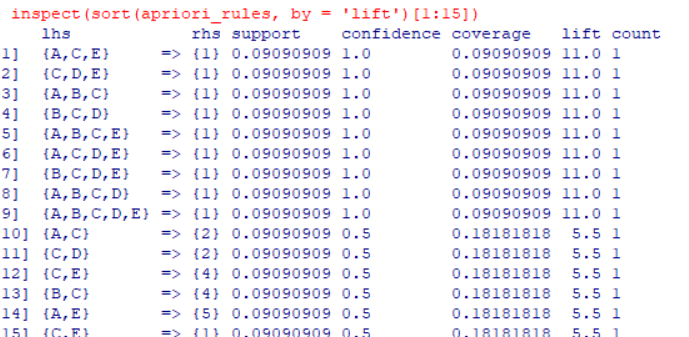 inspect(sort(apriori_rules, by = 'lift')[1:15])
lhs rhs support confidence coverage lift count
1] {A,C,E} => {1} 0.09090909 1.0 0.09090909 11.0 1
2] {C,D,E} => {1} 0.09090909 1.0 0.09090909 11.0 1
3] {A,B,C} => {1} 0.09090909 1.0 0.09090909 11.0 1
4] {B,C,D} => {1} 0.09090909 1.0 0.09090909 11.0 1
5] {A,B,C,E} => {1} 0.09090909 1.0 0.09090909 11.0 1
6] {A,C,D,E} => {1} 0.09090909 1.0 0.09090909 11.0 1
7] {B,C,D,E} => {1} 0.09090909 1.0 0.09090909 11.0 1
8] {A,B,C,D} => {1} 0.09090909 1.0 0.09090909 11.0 1
9] {A,B,C,D,E} => {1} 0.09090909 1.0 0.09090909 11.0 1
10] {A,C} => {2} 0.09090909 0.5 0.18181818 5.5 1
11] {C,D} => {2} 0.09090909 0.5 0.18181818 5.5 1
12] {C,E} => {4} 0.09090909 0.5 0.18181818 5.5 1
13] {B,C} => {4} 0.09090909 0.5 0.18181818 5.5 1
14] {A,E} => {5} 0.09090909 0.5 0.18181818 5.5 1
15] {C,E} => {1} 0.09090909 0.5 0.18181818 5.5 1